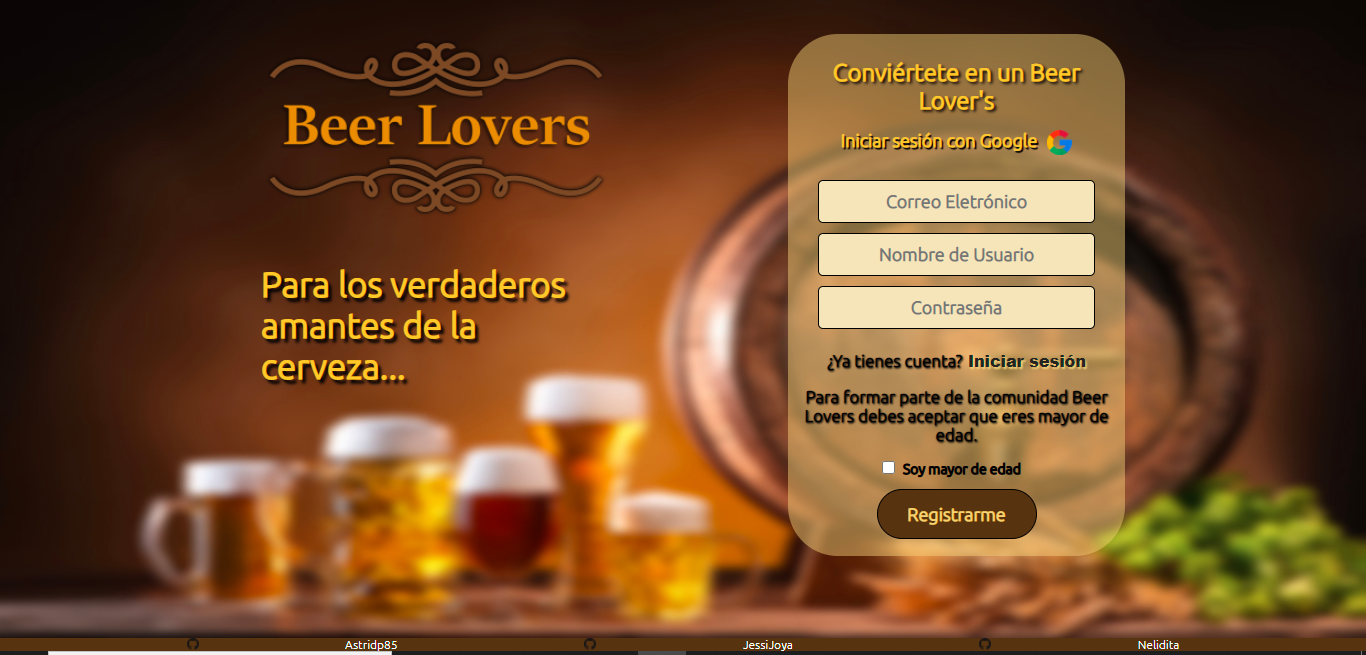 Beer Lovers
Para los verdaderos
amantes de la
cerveza...
Conviértete en un Beer
Lover's
Iniciar sesión con Google
Correo Eletrónico
Nombre de Usuario
Contraseña
¿Ya tienes cuenta? Iniciar sesión
Para formar parte de la comunidad Beer
Lovers debes aceptar que eres mayor de
edad.
Soy mayor de edad
Registrarme
Astridp85 JessiJoya Nelidita